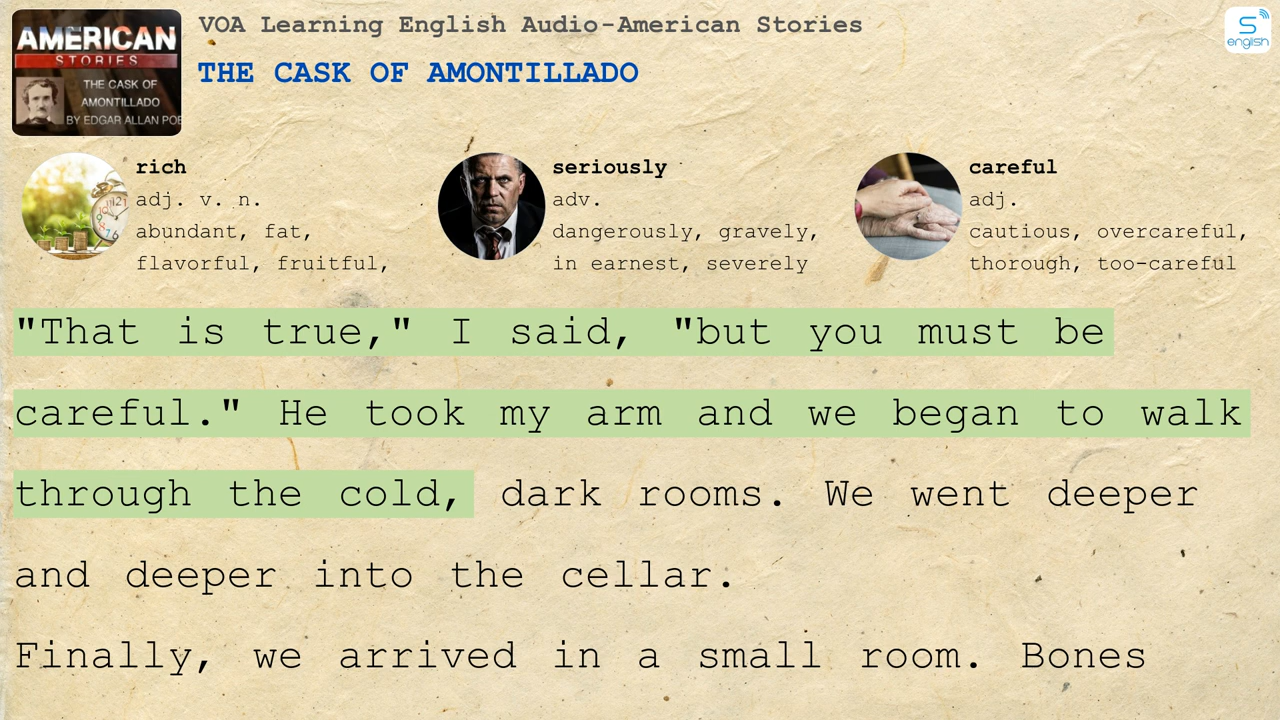 AMERICAN
STORIES
THE CASK OF
AMONTILLADO
BY EDGAR ALLAN POE
VOA Learning English Audio-American Stories
THE CASK OF AMONTILLADO
S
english
rich
adj. v. n.
abundant, fat,
flavorful, fruitful,
seriously
adv.
dangerously, gravely,
in earnest, severely
careful
adj.
cautious, overcareful,
thorough, too-careful
"That is true," I said, "but you must be
careful." He took my arm and we began to walk
through the cold, dark rooms. We went deeper
and deeper into the cellar.
Finally, we arrived in a small room. Bones